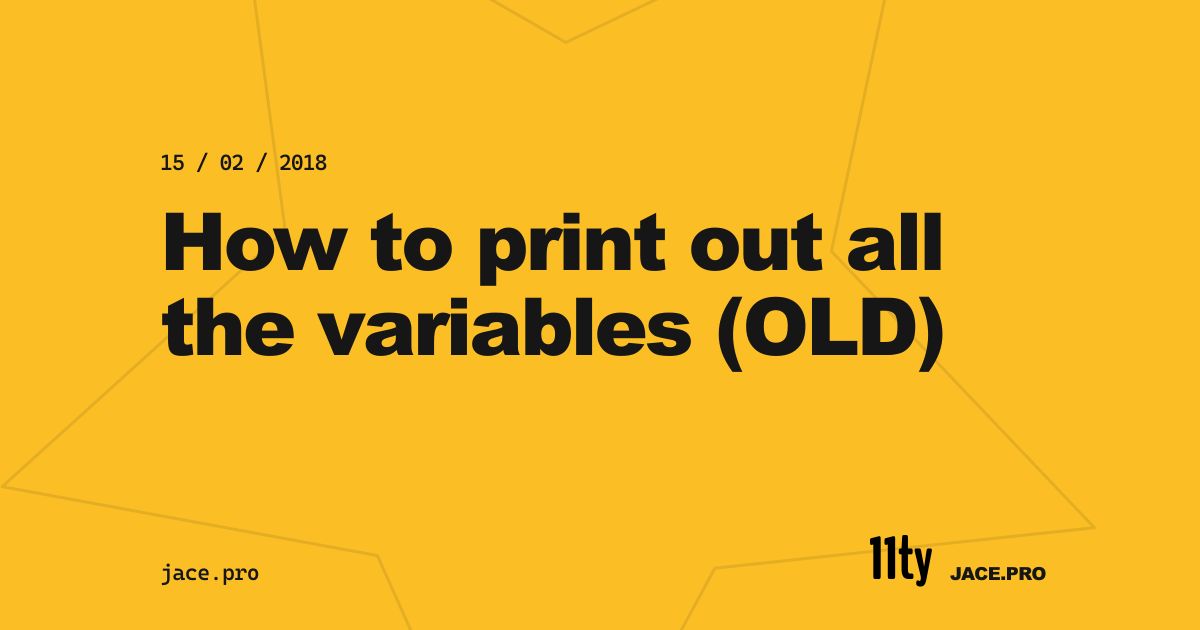 15 / 02 / 2018
How to print out all
the variables (OLD)
jace.pro
11ty JACE.PRO